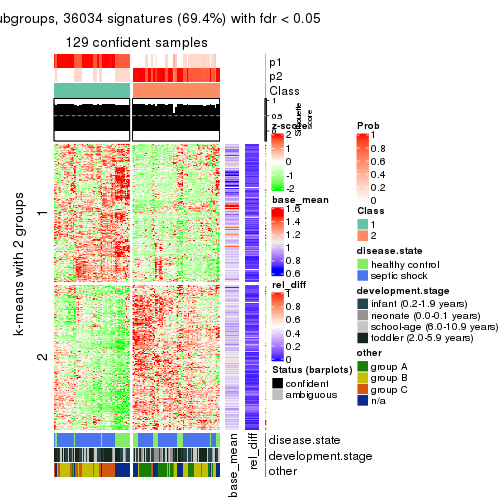 ubgroups, 36034 signatures (69.4%) with fdr < 0.05
129 confident samples
p1
p2
Class
1
0.5
0
Silhouette
score
k-means with 2 groups
1
2
z-score
2
1
0
-1
-2
base_mean
1.6
1.4
1.2
1
0.8
0.6
rel_diff
1
0.8
0.6
0.4
0.2
0
Status (barplots)
confident
ambiguous
Prob
1
0.8
0.6
0.4
0.2
0
Class
1
2
disease.state
healthy control
septic shock
development.stage
infant (0.2-1.9 years)
neonate (0.0-0.1 years)
school-age (6.0-10.9 years)
toddler (2.0-5.9 years)
other
group A
group B
group C
n/a
disease.state
development.stage
other
base_mean
rel_diff